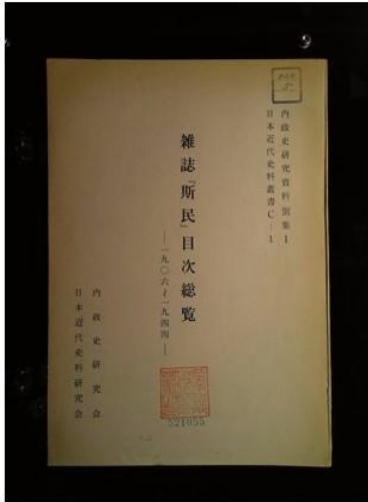 内政史研究資料別集1
日本近代史料叢書C-1
雑誌『斯民』目次総覧
―一九〇六〜一九四四―
内政史研究会
日本近代史料研究会
521055